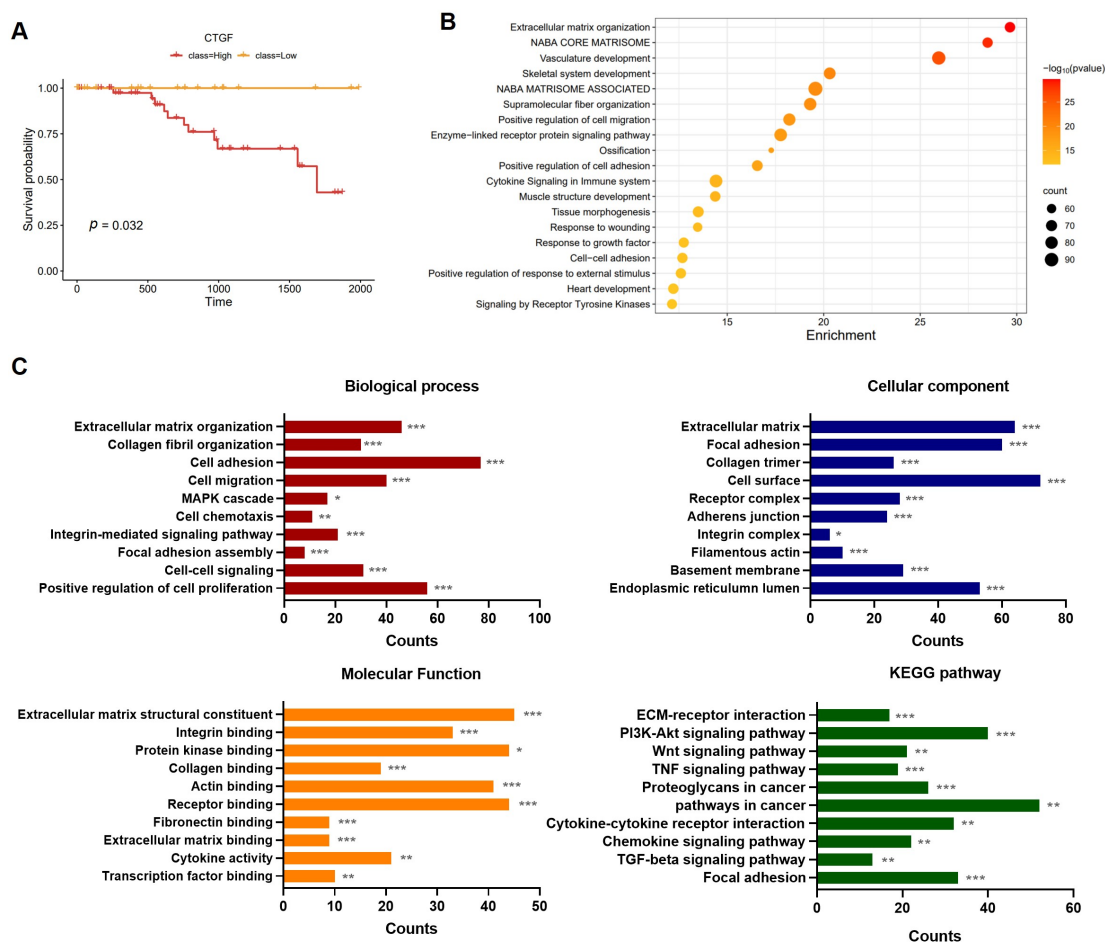 A
CTGF
class=High class=Low
Survival probability
1.00
0.75
0.50
0.25
0.00
p = 0.032
0 500 1000 1500 2000
Time
B
Extracellular matrix organization
NABA CORE MATRISOME
Vasculature development
Skeletal system development
NABA MATRISOME ASSOCIATED
Supramolecular fiber organization
Positive regulation of cell migration
Enzyme-linked receptor protein signaling pathway
Ossification
Positive regulation of cell adhesion
Cytokine Signaling in Immune system
Muscle structure development
Tissue morphogenesis
Response to wounding
Response to growth factor
Cell-cell adhesion
Positive regulation of response to external stimulus
Heart development
Signaling by Receptor Tyrosine Kinases
15 20 25 30
Enrichment
−log10(pvalue)
25
20
15
count
60
70
80
90
C
Biological process
Extracellular matrix organization ***
Collagen fibril organization ***
Cell adhesion ***
Cell migration ***
MAPK cascade *
Cell chemotaxis **
Integrin-mediated signaling pathway ***
Focal adhesion assembly ***
Cell-cell signaling ***
Positive regulation of cell proliferation ***
0 20 40 60 80 100
Counts
Cellular component
Extracellular matrix ***
Focal adhesion ***
Collagen trimer ***
Cell surface ***
Receptor complex ***
Adherens junction ***
Integrin complex *
Filamentous actin ***
Basement membrane ***
Endoplasmic reticulumn lumen ***
0 20 40 60 80
Counts
Molecular Function
Extracellular matrix structural constituent ***
Integrin binding ***
Protein kinase binding *
Collagen binding ***
Actin binding ***
Receptor binding ***
Fibronectin binding ***
Extracellular matrix binding ***
Cytokine activity **
Transcription factor binding **
0 10 20 30 40 50
Counts
KEGG pathway
ECM-receptor interaction ***
PI3K-Akt signaling pathway ***
Wnt signaling pathway **
TNF signaling pathway ***
Proteoglycans in cancer ***
pathways in cancer **
Cytokine-cytokine receptor interaction **
Chemokine signaling pathway **
TGF-beta signaling pathway **
Focal adhesion ***
0 20 40 60
Counts